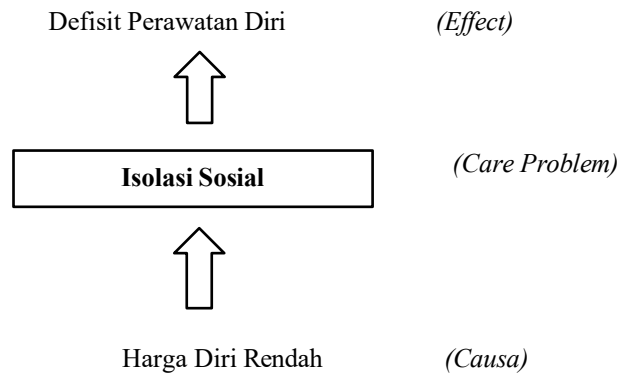 Defisit Perawatan Diri (Effect)
Isolasi Sosial (Care Problem)
Harga Diri Rendah (Causa)